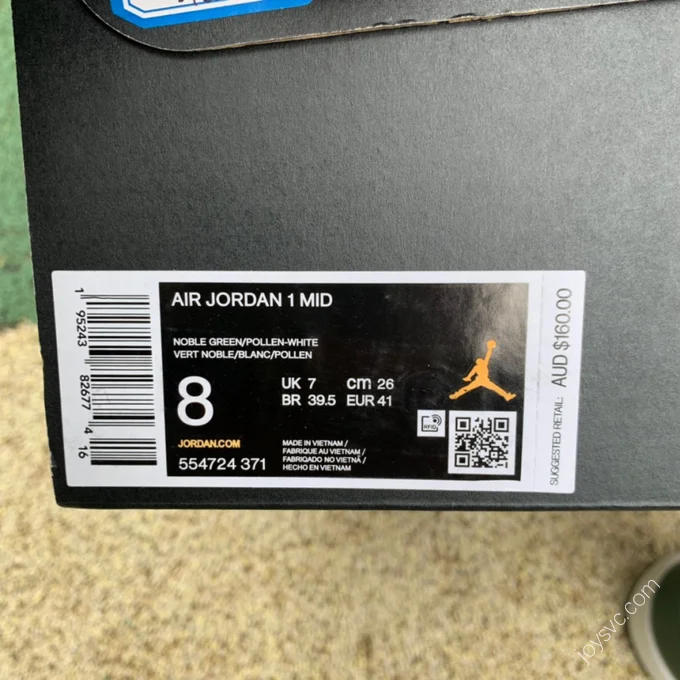 AIR JORDAN 1 MID
NOBLE GREEN/POLLEN-WHITE
VERT NOBLE/BLANC/POLLEN
8
UK 7 cm 26
BR 39.5 EUR 41
JORDAN.COM
554724 371
MADE IN VIETNAM /
FABRIQUE AU VIETNAM /
FABRIGADO NO VIETNÃ /
HECHO EN VIETNAM
RFID
1 95243 82677 4 16
SUGGESTED RETAIL: AUD $160.00
joysvc.com